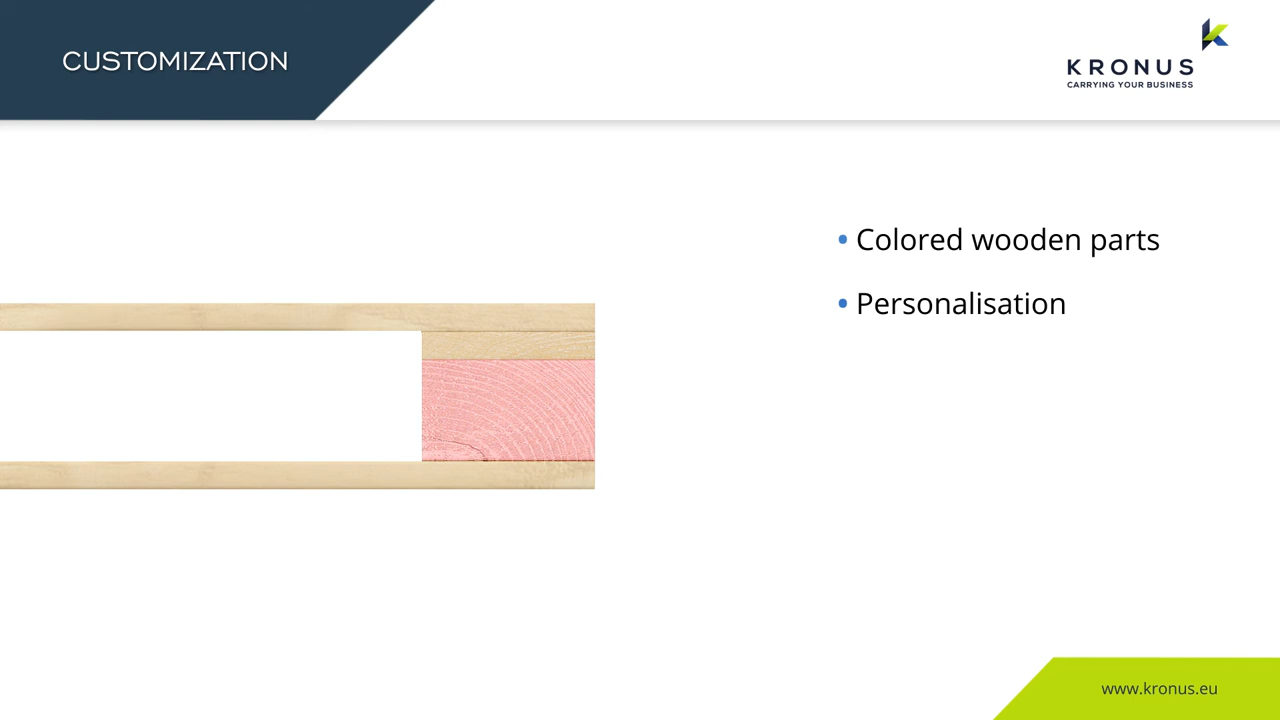 CUSTOMIZATION
KRONUS
CARRYING YOUR BUSINESS
• Colored wooden parts
• Personalisation
www.kronus.eu